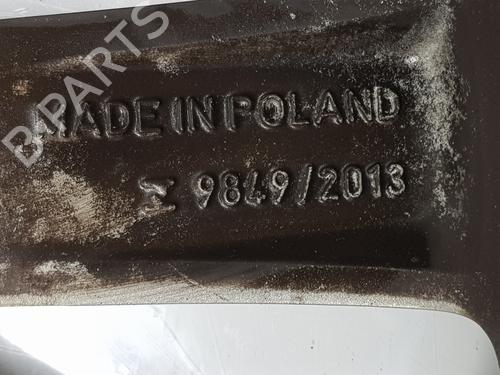 B-PARTS
MADE IN POLAND
Σ 9849/2013